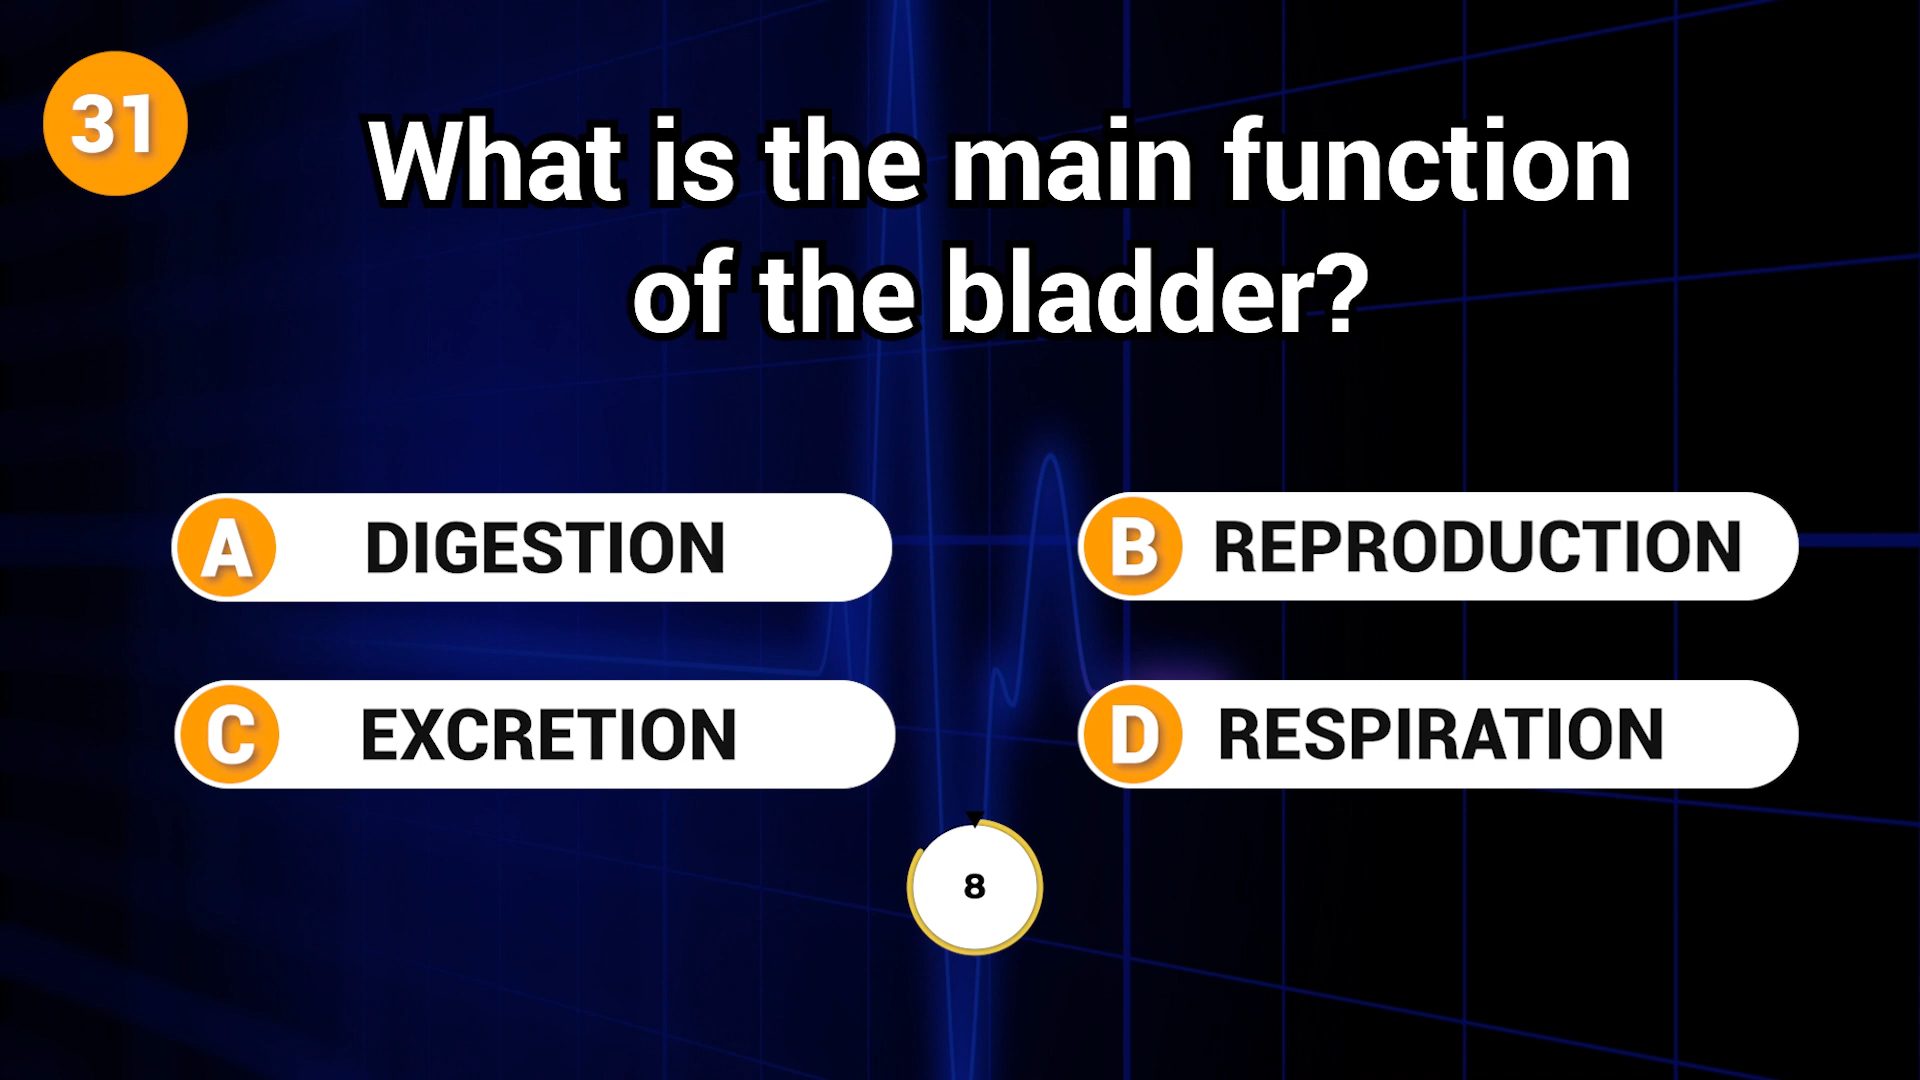 31
What is the main function
of the bladder?
A DIGESTION
B REPRODUCTION
C EXCRETION
D RESPIRATION
8